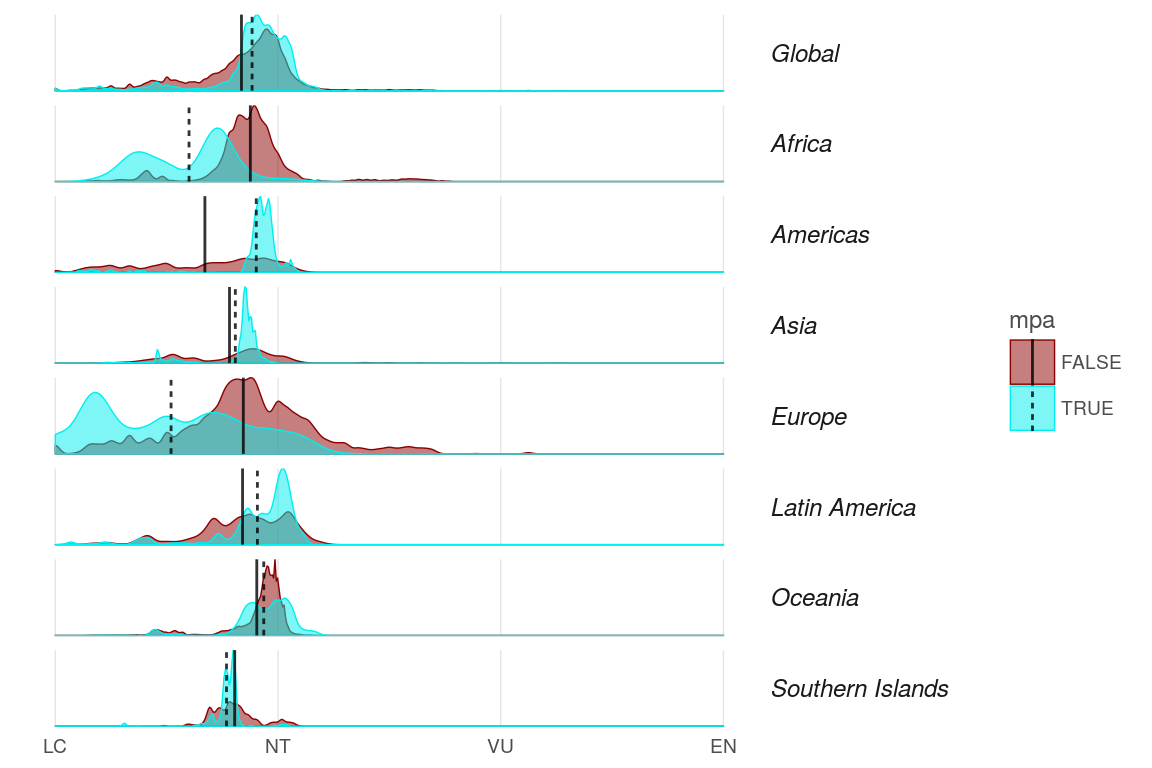 Global
Africa
Americas
Asia
mpa
FALSE
TRUE
Europe
Latin America
Oceania
Southern Islands
LC NT VU EN